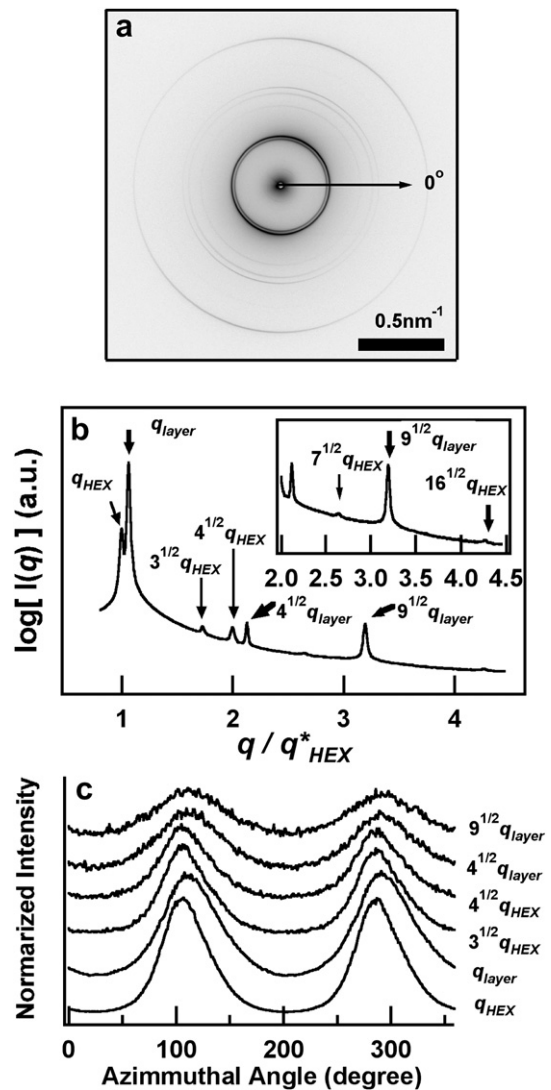 a
0°
0.5nm⁻¹
b
q_layer
q_HEX
3^1/2 q_HEX
4^1/2 q_HEX
4^1/2 q_layer
9^1/2 q_layer
7^1/2 q_HEX
9^1/2 q_layer
16^1/2 q_HEX
2.0 2.5 3.0 3.5 4.0 4.5
log[ I(q) ] (a.u.)
1 2 3 4
q / q*_HEX
c
Normarized Intensity
9^1/2 q_layer
4^1/2 q_layer
4^1/2 q_HEX
3^1/2 q_HEX
q_layer
q_HEX
0 100 200 300
Azimmuthal Angle (degree)